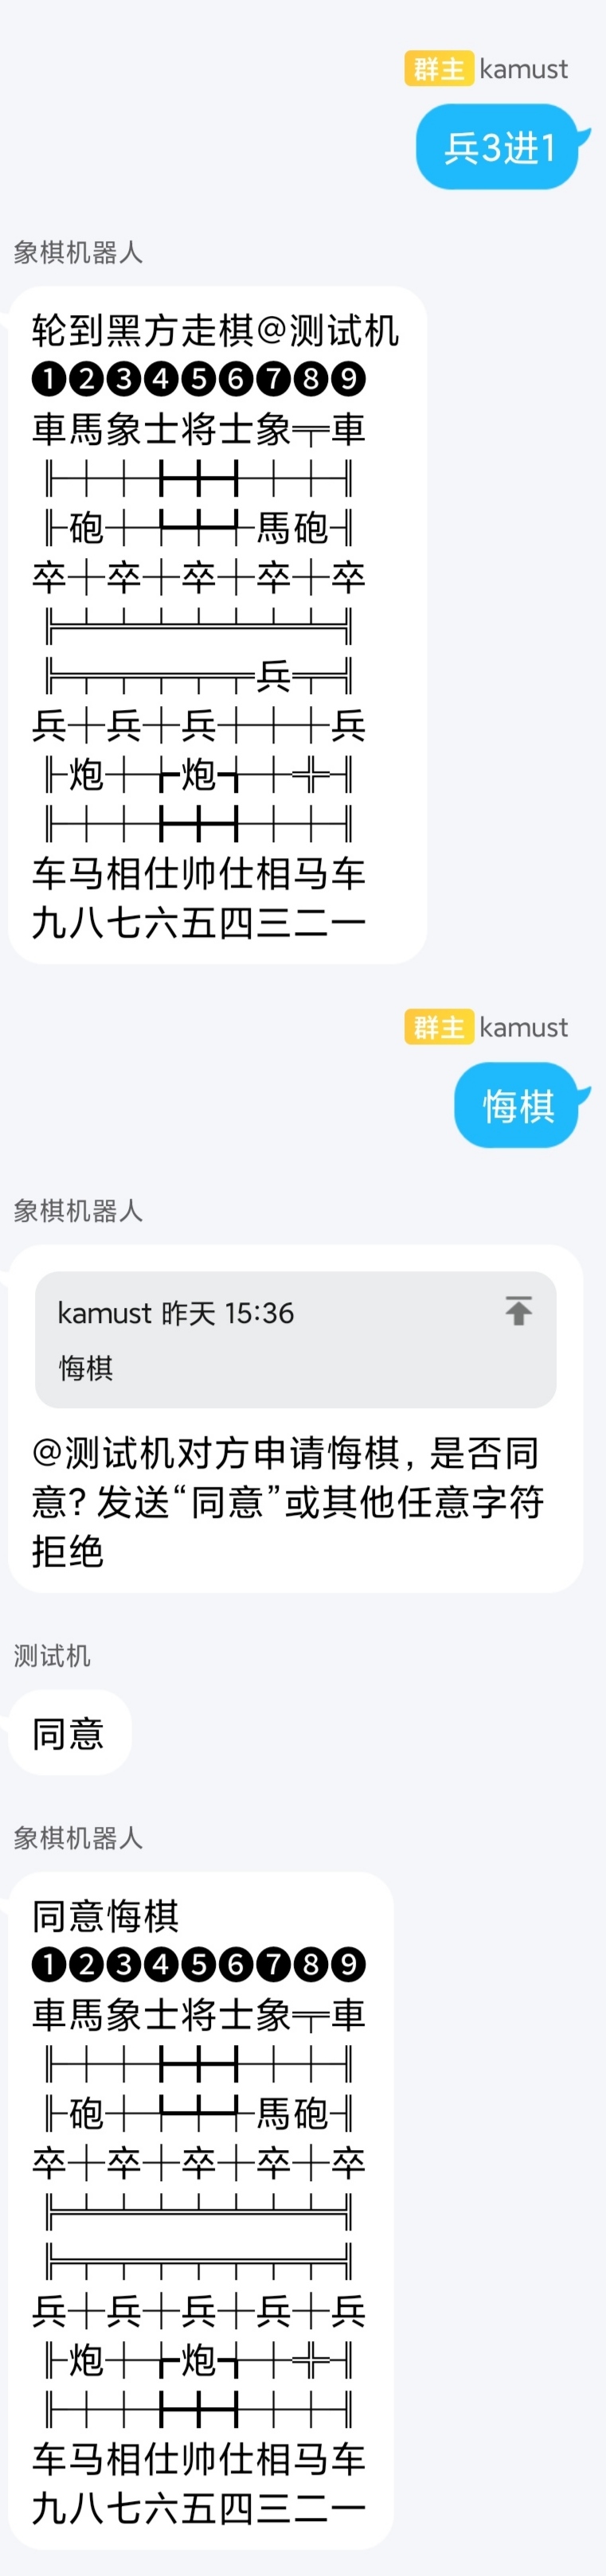 群主 kamust
兵3进1
象棋机器人
轮到黑方走棋@测试机
❶❷❸❹❺❻❼❽❾
車馬象士将士象╤車
╟┼┼┣╋┫┼┼╢
╟砲┼┺┻┹馬砲╢
卒┼卒┼卒┼卒┼卒
╚╧╧╧╧╧╧╧╝
╔╤╤╤╤╤兵╤╗
兵┼兵┼兵┼┼┼兵
╟炮┼┢炮┪┼╬╢
╟┼┼┣╋┫┼┼╢
车马相仕帅仕相马车
九八七六五四三二一
群主 kamust
悔棋
象棋机器人
kamust 昨天 15:36
悔棋
@测试机对方申请悔棋，是否同
意？发送“同意”或其他任意字符
拒绝
测试机
同意
象棋机器人
同意悔棋
❶❷❸❹❺❻❼❽❾
車馬象士将士象╤車
╟┼┼┣╋┫┼┼╢
╟砲┼┺┻┹馬砲╢
卒┼卒┼卒┼卒┼卒
╚╧╧╧╧╧╧╧╝
╔╤╤╤╤╤╤╤╗
兵┼兵┼兵┼兵┼兵
╟炮┼┢炮┪┼╬╢
╟┼┼┣╋┫┼┼╢
车马相仕帅仕相马车
九八七六五四三二一